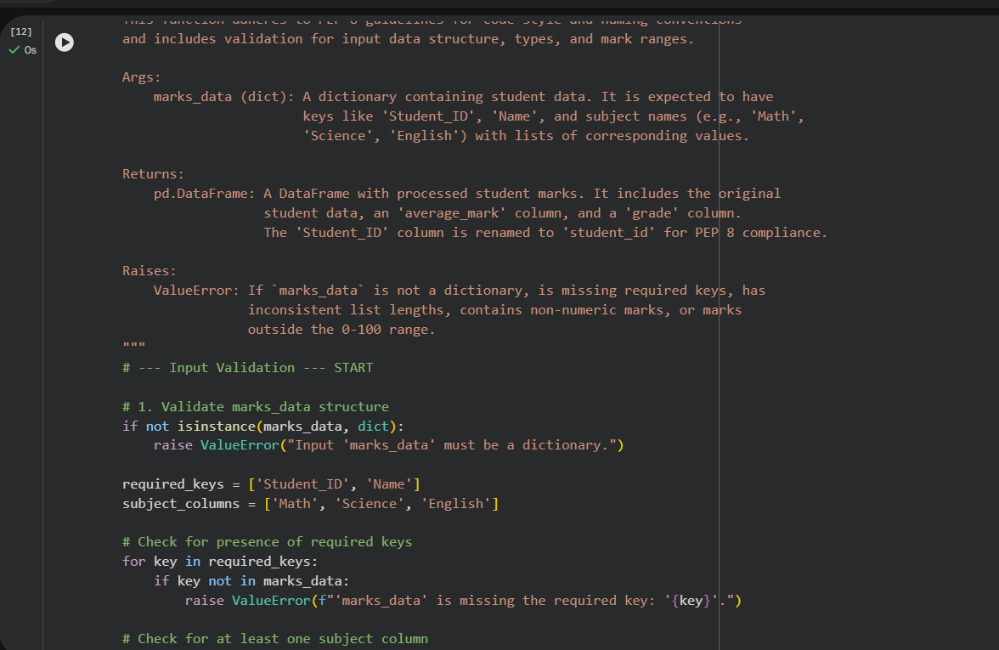 This function adheres to PEP 8 guidelines for code style and naming conventions
[12]
and includes validation for input data structure, types, and mark ranges.
0s
Args:
    marks_data (dict): A dictionary containing student data. It is expected to have
                       keys like 'Student_ID', 'Name', and subject names (e.g., 'Math',
                       'Science', 'English') with lists of corresponding values.
Returns:
    pd.DataFrame: A DataFrame with processed student marks. It includes the original
                  student data, an 'average_mark' column, and a 'grade' column.
                  The 'Student_ID' column is renamed to 'student_id' for PEP 8 compliance.
Raises:
    ValueError: If `marks_data` is not a dictionary, is missing required keys, has
                inconsistent list lengths, contains non-numeric marks, or marks
                outside the 0-100 range.
"""
# --- Input Validation --- START
# 1. Validate marks_data structure
if not isinstance(marks_data, dict):
    raise ValueError("Input 'marks_data' must be a dictionary.")
required_keys = ['Student_ID', 'Name']
subject_columns = ['Math', 'Science', 'English']
# Check for presence of required keys
for key in required_keys:
    if key not in marks_data:
        raise ValueError(f"'marks_data' is missing the required key: '{key}'.")
# Check for at least one subject column